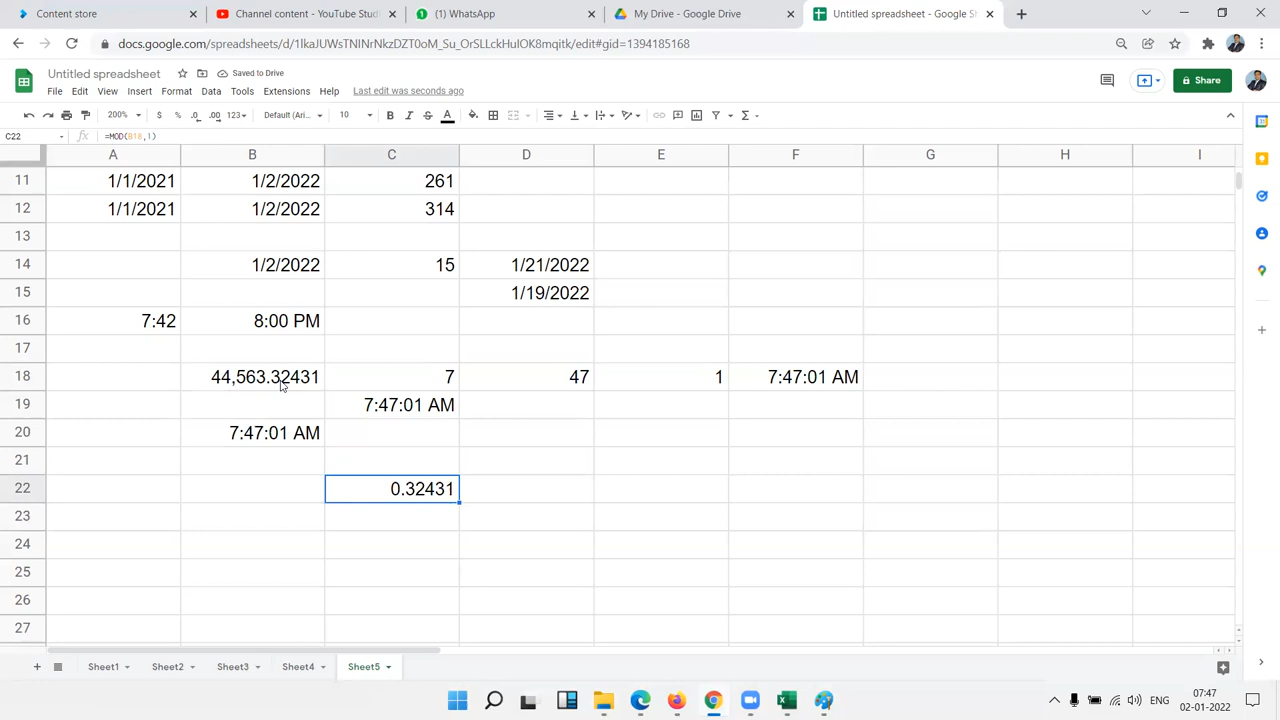 Content store
Channel content - YouTube Studi
(1) WhatsApp
My Drive - Google Drive
Untitled spreadsheet - Google Sh
docs.google.com/spreadsheets/d/1lkaJUWsTNINrNkzDZT0oM_Su_OrSLLckHuIOK0mqitk/edit#gid=1394185168
Untitled spreadsheet
Saved to Drive
File Edit View Insert Format Data Tools Extensions Help Last edit was seconds ago
Share
200% $ % .0 .00 123 Default (Ari... 10 B I S A
C22 fx =MOD(B18,1)
A B C D E F G H I
11 1/1/2021 1/2/2022 261
12 1/1/2021 1/2/2022 314
13
14 1/2/2022 15 1/21/2022
15 1/19/2022
16 7:42 8:00 PM
17
18 44,563.32431 7 47 1 7:47:01 AM
19 7:47:01 AM
20 7:47:01 AM
21
22 0.32431
23
24
25
26
27
Sheet1 Sheet2 Sheet3 Sheet4 Sheet5
ENG
07:47
02-01-2022